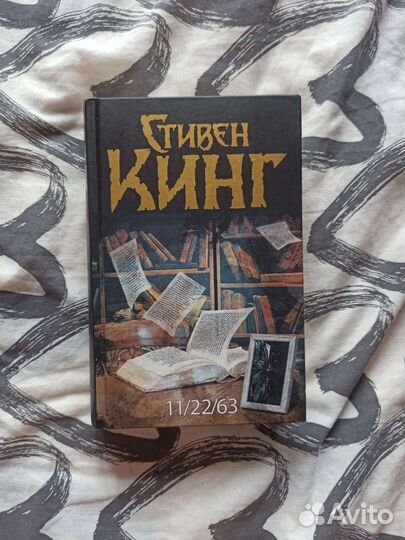 Стивен
Кинг
11/22/63
Avito